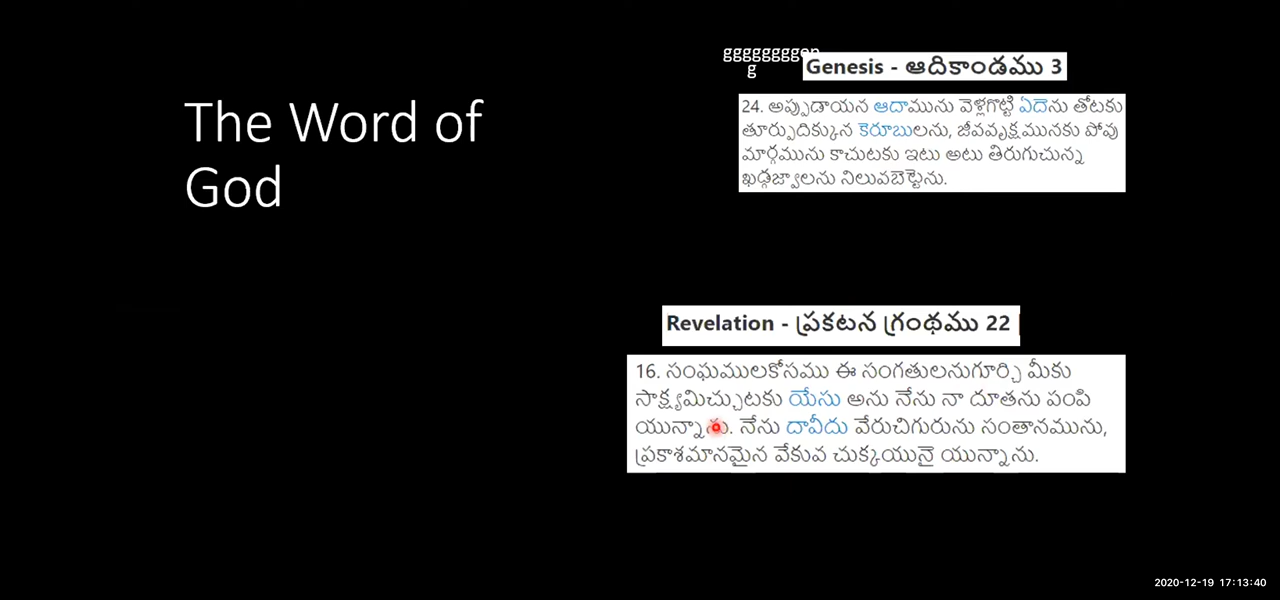 The Word of
God
ggggggggon
g
Genesis - ఆదికాండము 3
24. అప్పుడాయన ఆదామును వెళ్లగొట్టి ఏదెను తోటకు
తూర్పుదిక్కున కెరూబులను, జీవవృక్షమునకు పోవు
మార్గమును కాచుటకు ఇటు అటు తిరుగుచున్న
ఖడ్గజ్వాలను నిలువబెట్టెను.
Revelation - ప్రకటన గ్రంథము 22
16. సంఘములకోసము ఈ సంగతులనుగూర్చి మీకు
సాక్ష్యమిచ్చుటకు యేసు అను నేను నా దూతను పంపి
యున్నాను. నేను దావీదు వేరుచిగురును సంతానమును,
ప్రకాశమానమైన వేకువ చుక్కయునై యున్నాను.
2020-12-19 17:13:40